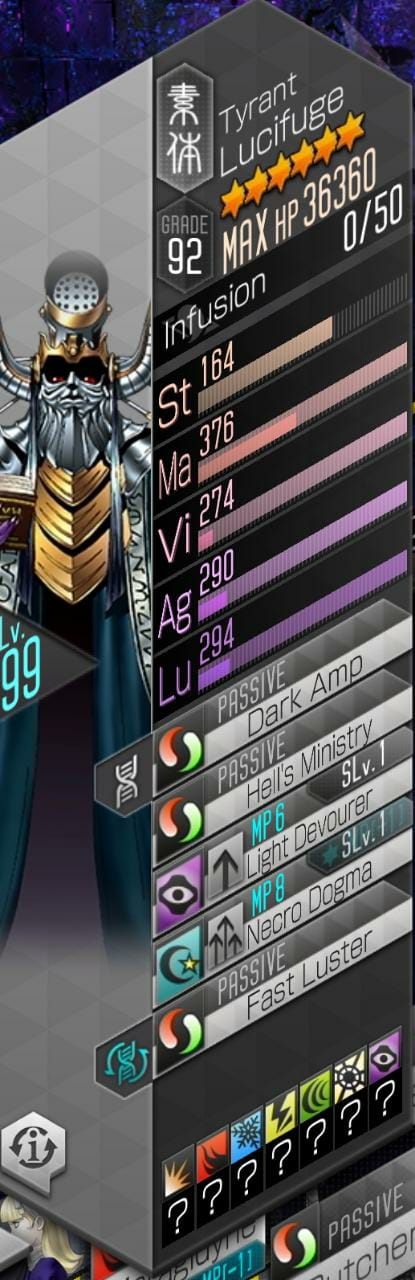 素体
Tyrant
Lucifuge
GRADE
92
MAX HP 36360
0/50
Infusion
St 164
Ma 376
Vi 274
Ag 290
Lu 294
Lv.
99
PASSIVE
Dark Amp
PASSIVE
Hell's Ministry
MP 6
SLv. 1
Light Devourer
MP 8
SLv. 1
Necro Dogma
PASSIVE
Fast Luster
? ? ? ? ? ? ?
i
MP[-1]
PASSIVE